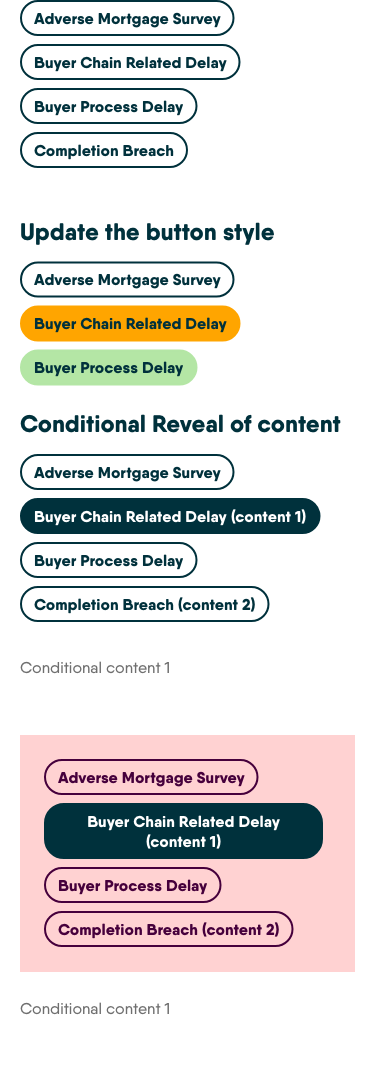 Adverse Mortgage Survey
Buyer Chain Related Delay
Buyer Process Delay
Completion Breach
Update the button style
Adverse Mortgage Survey
Buyer Chain Related Delay
Buyer Process Delay
Conditional Reveal of content
Adverse Mortgage Survey
Buyer Chain Related Delay (content 1)
Buyer Process Delay
Completion Breach (content 2)
Conditional content 1
Adverse Mortgage Survey
Buyer Chain Related Delay
(content 1)
Buyer Process Delay
Completion Breach (content 2)
Conditional content 1